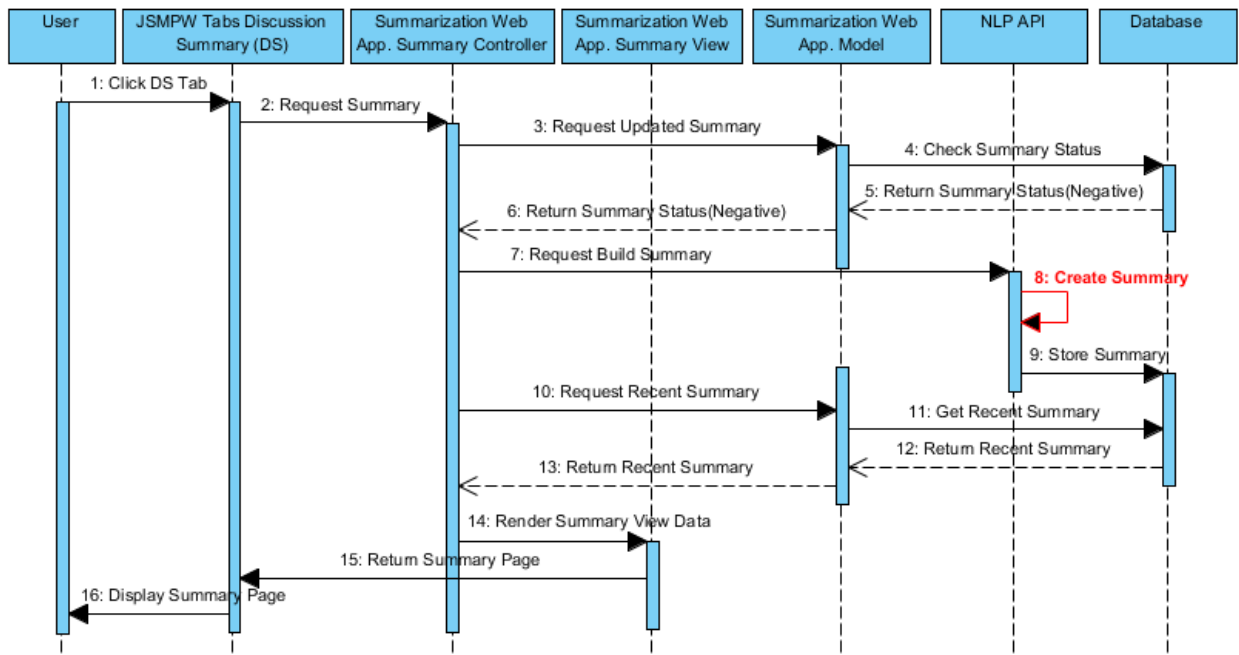 User
JSMPW Tabs Discussion
Summary (DS)
Summarization Web
App. Summary Controller
Summarization Web
App. Summary View
Summarization Web
App. Model
NLP API
Database
1: Click DS Tab
2: Request Summary
3: Request Updated Summary
4: Check Summary Status
5: Return Summary Status(Negative)
6: Return Summary Status(Negative)
7: Request Build Summary
8: Create Summary
9: Store Summary
10: Request Recent Summary
11: Get Recent Summary
12: Return Recent Summary
13: Return Recent Summary
14: Render Summary View Data
15: Return Summary Page
16: Display Summary Page